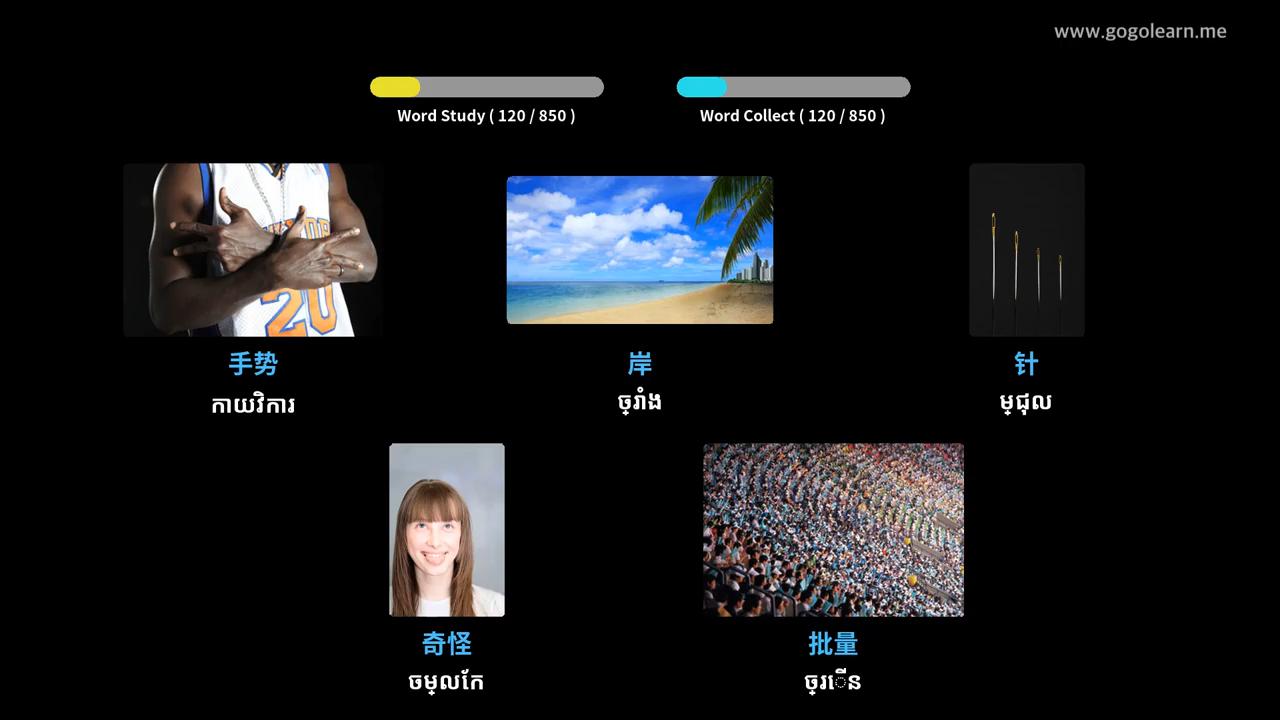 www.gogolearn.me
Word Study ( 120 / 850 )
Word Collect ( 120 / 850 )
20
手势
កាយវិការ
岸
ច្រាំង
针
ម្ជុល
奇怪
ចម្លែក
批量
ច្រើន